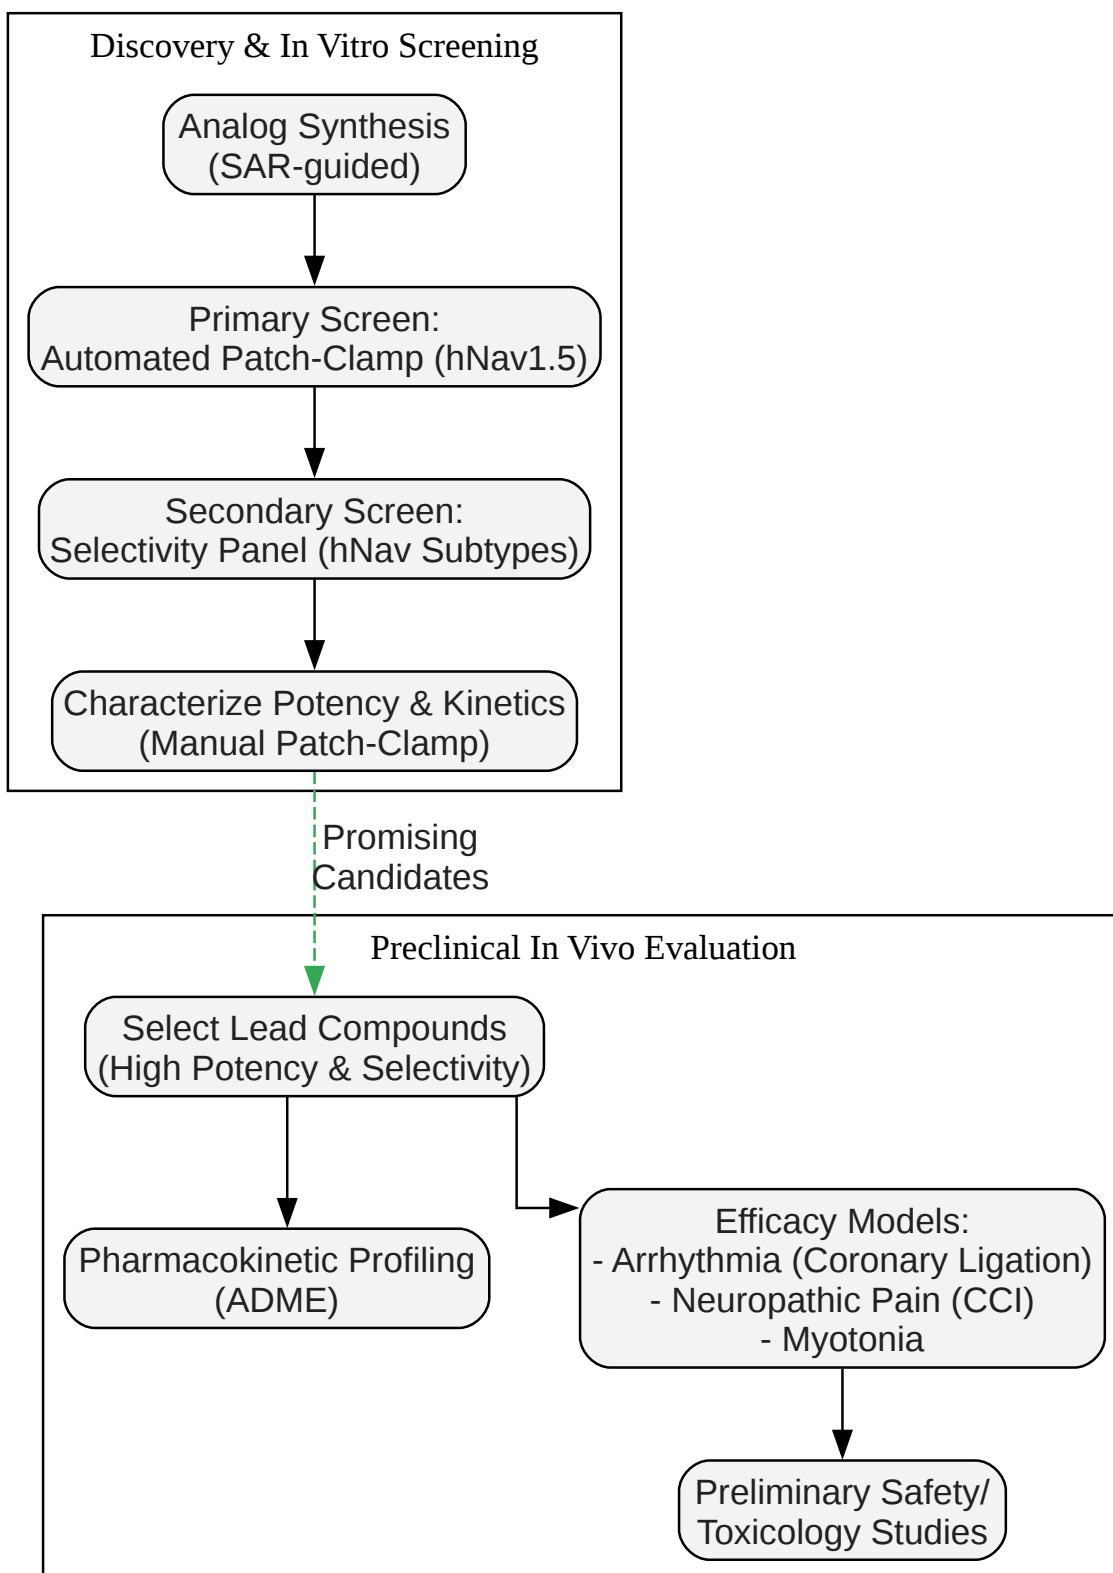 Discovery & In Vitro Screening
Analog Synthesis
(SAR-guided)
Primary Screen:
Automated Patch-Clamp (hNav1.5)
Secondary Screen:
Selectivity Panel (hNav Subtypes)
Characterize Potency & Kinetics
(Manual Patch-Clamp)
Promising
Candidates
Preclinical In Vivo Evaluation
Select Lead Compounds
(High Potency & Selectivity)
Pharmacokinetic Profiling
(ADME)
Efficacy Models:
- Arrhythmia (Coronary Ligation)
- Neuropathic Pain (CCI)
- Myotonia
Preliminary Safety/
Toxicology Studies